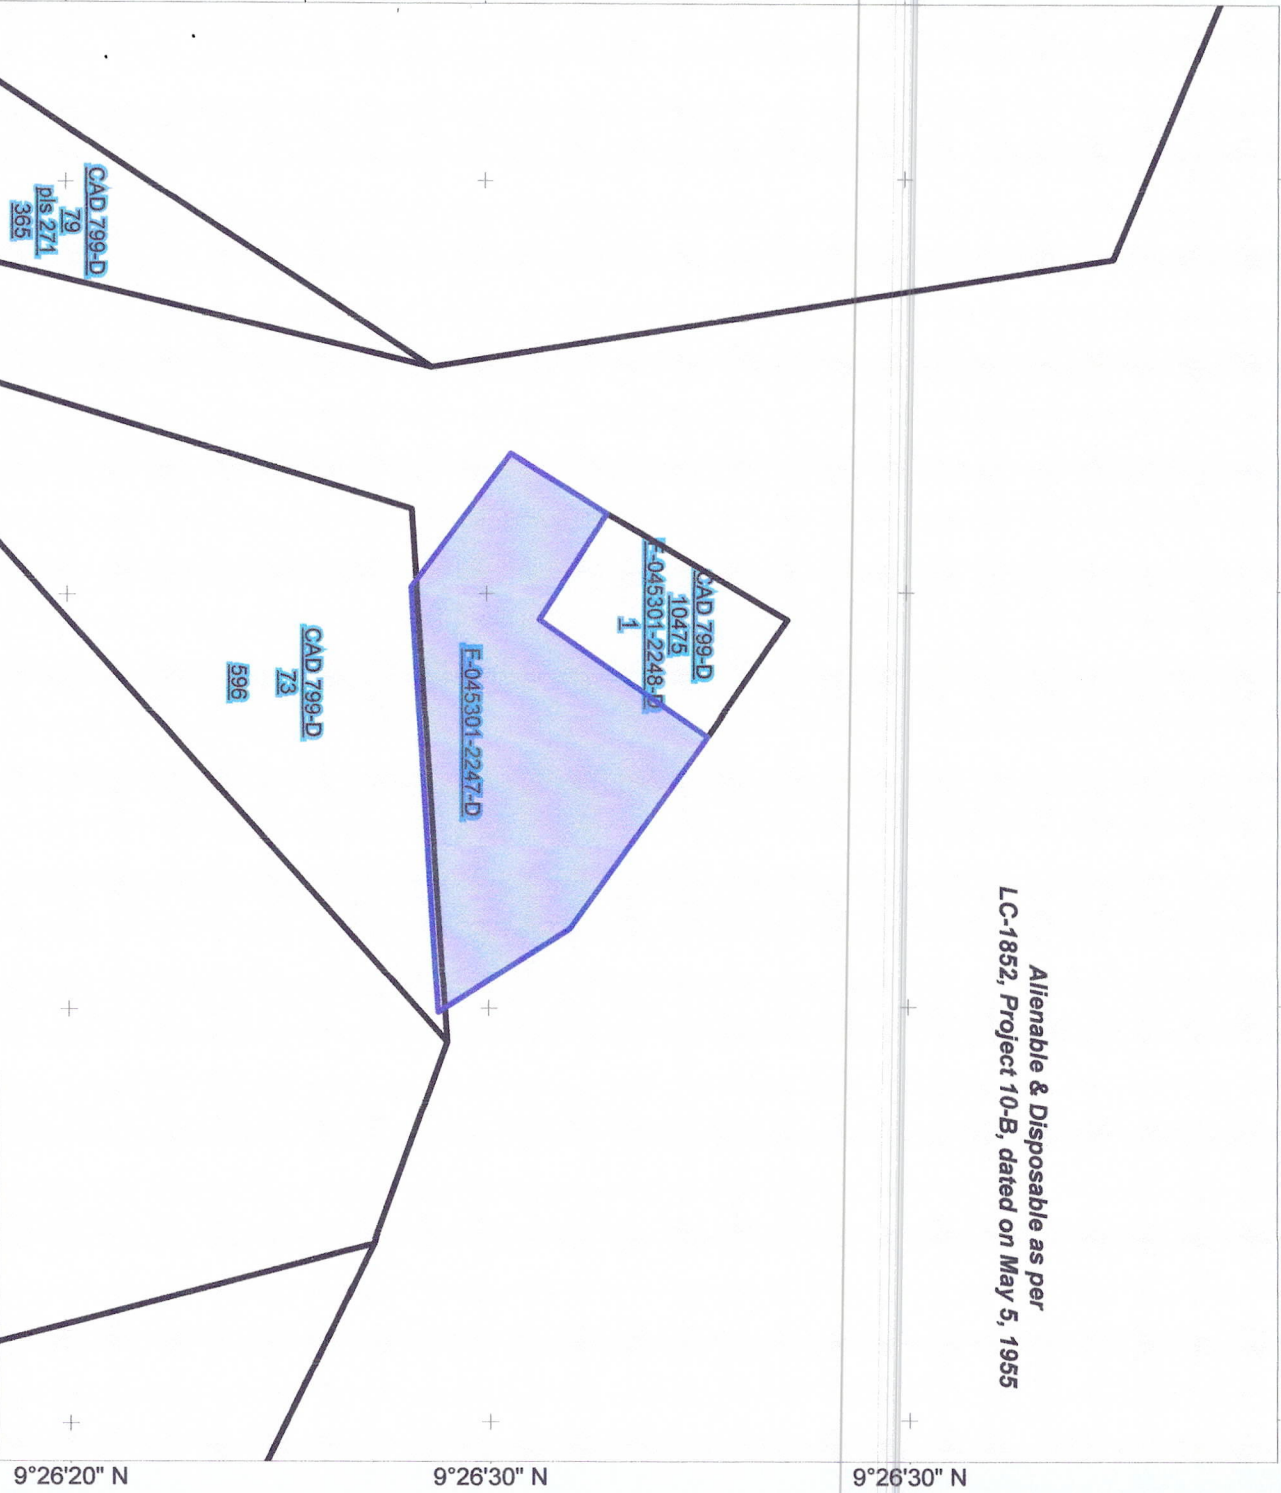 CAD 799-D
79
pls 271
365
CAD 799-D
10475
F-045301-2248-D
1
F-045301-2247-D
CAD 799-D
73
596
Alienable & Disposable as per
LC-1852, Project 10-B, dated on May 5, 1955
9°26'20" N
9°26'30" N
9°26'30" N